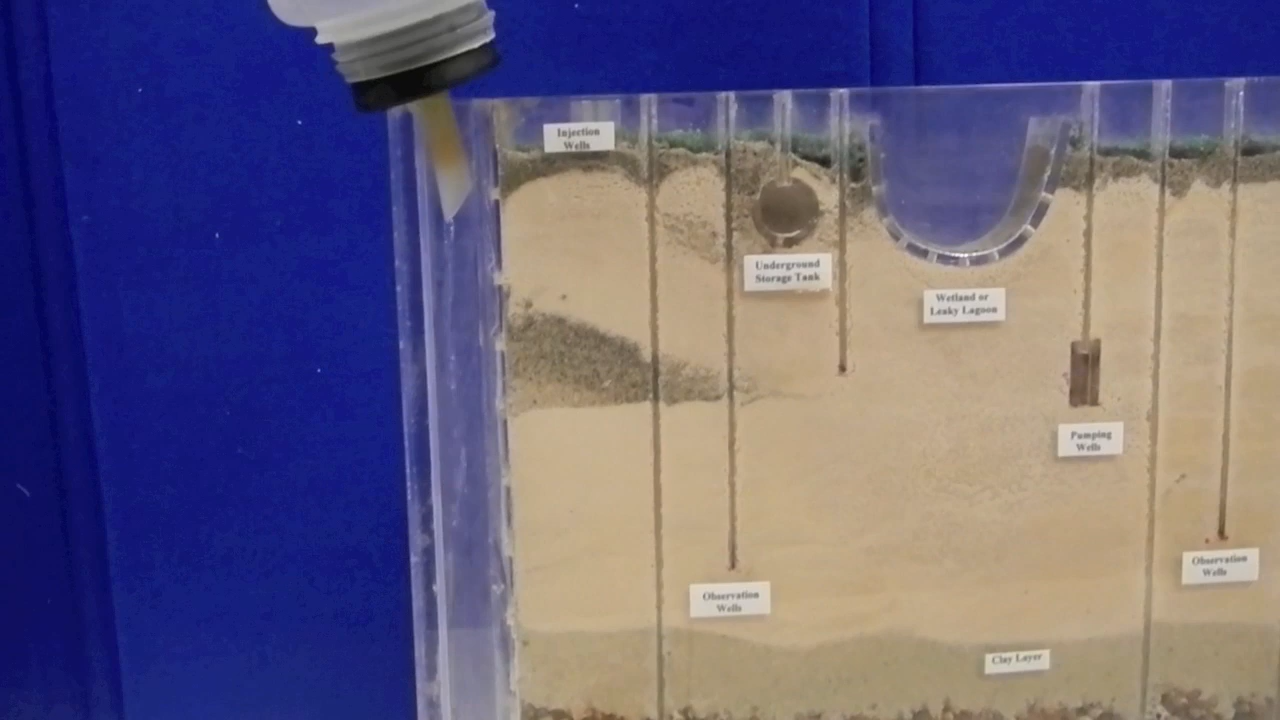 Injection
Wells
Underground
Storage Tank
Wetland or
Leaky Lagoon
Pumping
Wells
Observation
Wells
Observation
Wells
Clay Layer